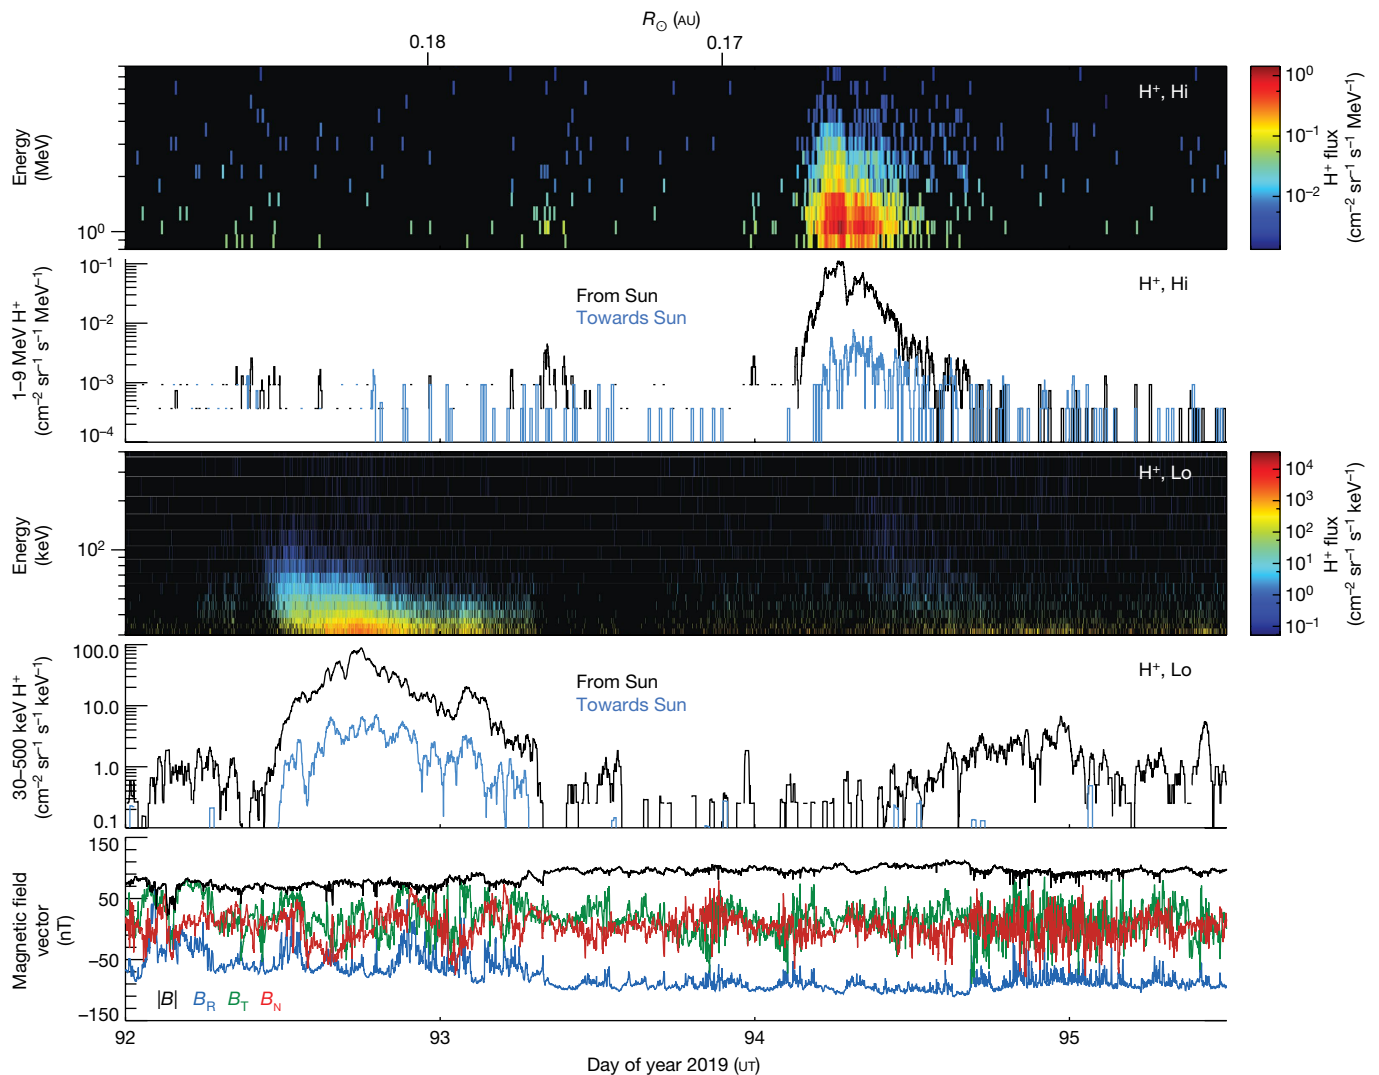 R☉ (AU)
0.18 0.17
H⁺, Hi
Energy
(MeV)
10⁰
10⁰
10⁻¹
10⁻²
H⁺ flux
(cm⁻² sr⁻¹ s⁻¹ MeV⁻¹)
H⁺, Hi
From Sun
Towards Sun
1–9 MeV H⁺
(cm⁻² sr⁻¹ s⁻¹ MeV⁻¹)
10⁻¹
10⁻²
10⁻³
10⁻⁴
H⁺, Lo
Energy
(keV)
10²
10⁴
10³
10²
10¹
10⁰
10⁻¹
H⁺ flux
(cm⁻² sr⁻¹ s⁻¹ keV⁻¹)
H⁺, Lo
From Sun
Towards Sun
30–500 keV H⁺
(cm⁻² sr⁻¹ s⁻¹ keV⁻¹)
100.0
10.0
1.0
0.1
Magnetic field
vector
(nT)
150
50
−50
−150
|B| B_R B_T B_N
92 93 94 95
Day of year 2019 (UT)